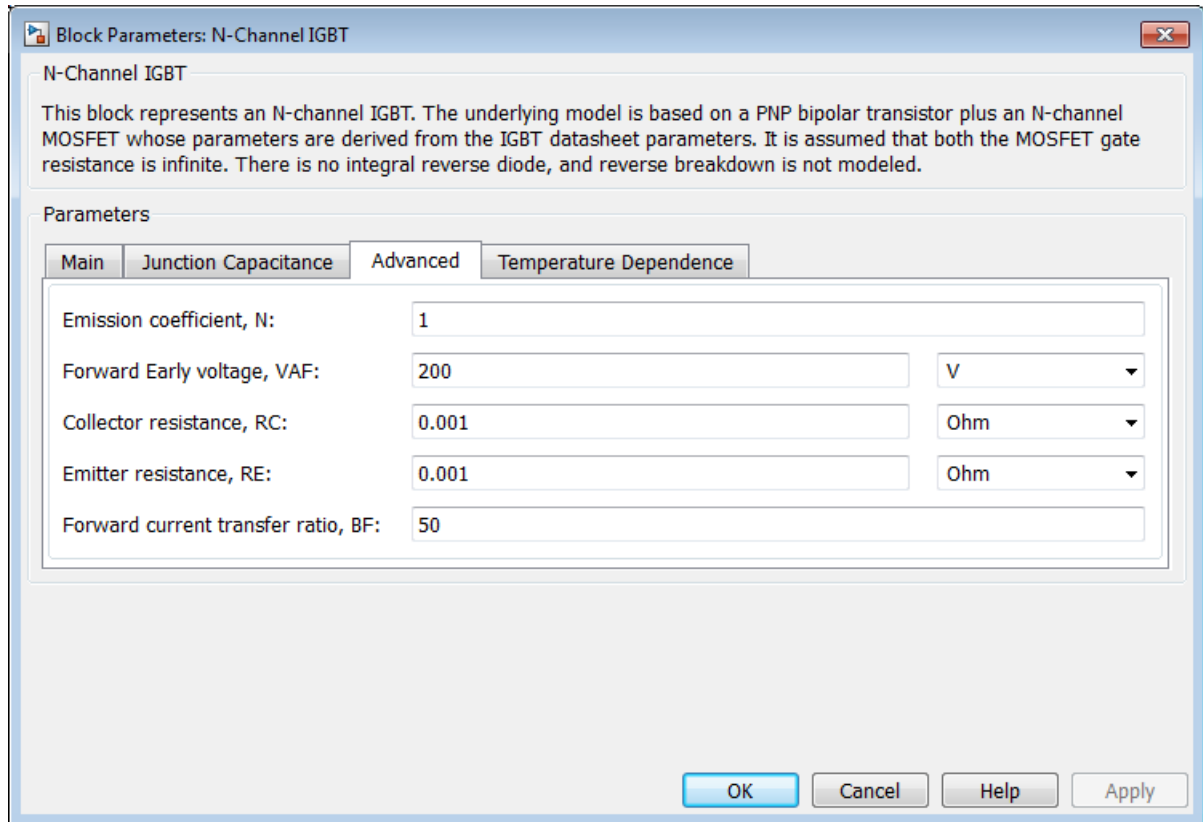 Block Parameters: N-Channel IGBT
N-Channel IGBT
This block represents an N-channel IGBT. The underlying model is based on a PNP bipolar transistor plus an N-channel
MOSFET whose parameters are derived from the IGBT datasheet parameters. It is assumed that both the MOSFET gate
resistance is infinite. There is no integral reverse diode, and reverse breakdown is not modeled.
Parameters
Main Junction Capacitance Advanced Temperature Dependence
Emission coefficient, N: 1
Forward Early voltage, VAF: 200 V
Collector resistance, RC: 0.001 Ohm
Emitter resistance, RE: 0.001 Ohm
Forward current transfer ratio, BF: 50
OK Cancel Help Apply